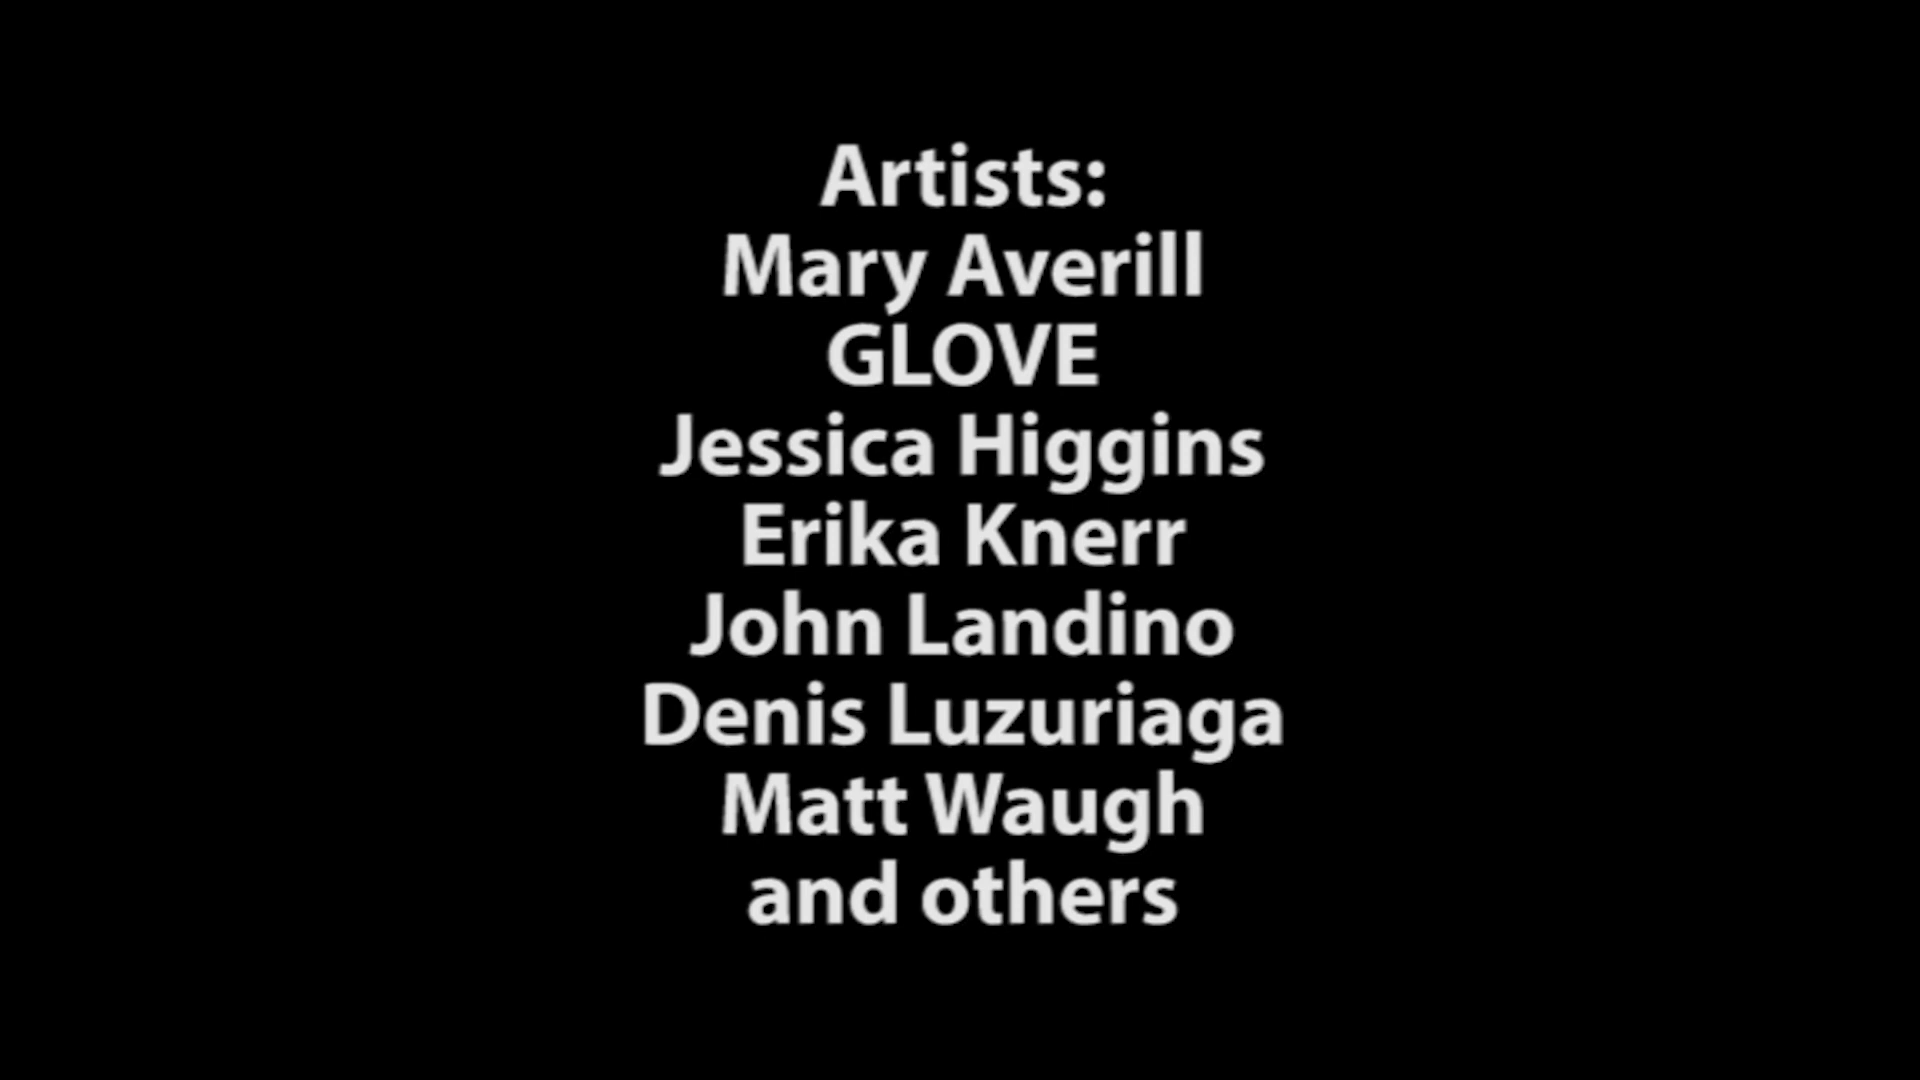 Artists:
Mary Averill
GLOVE
Jessica Higgins
Erika Knerr
John Landino
Denis Luzuriaga
Matt Waugh
and others